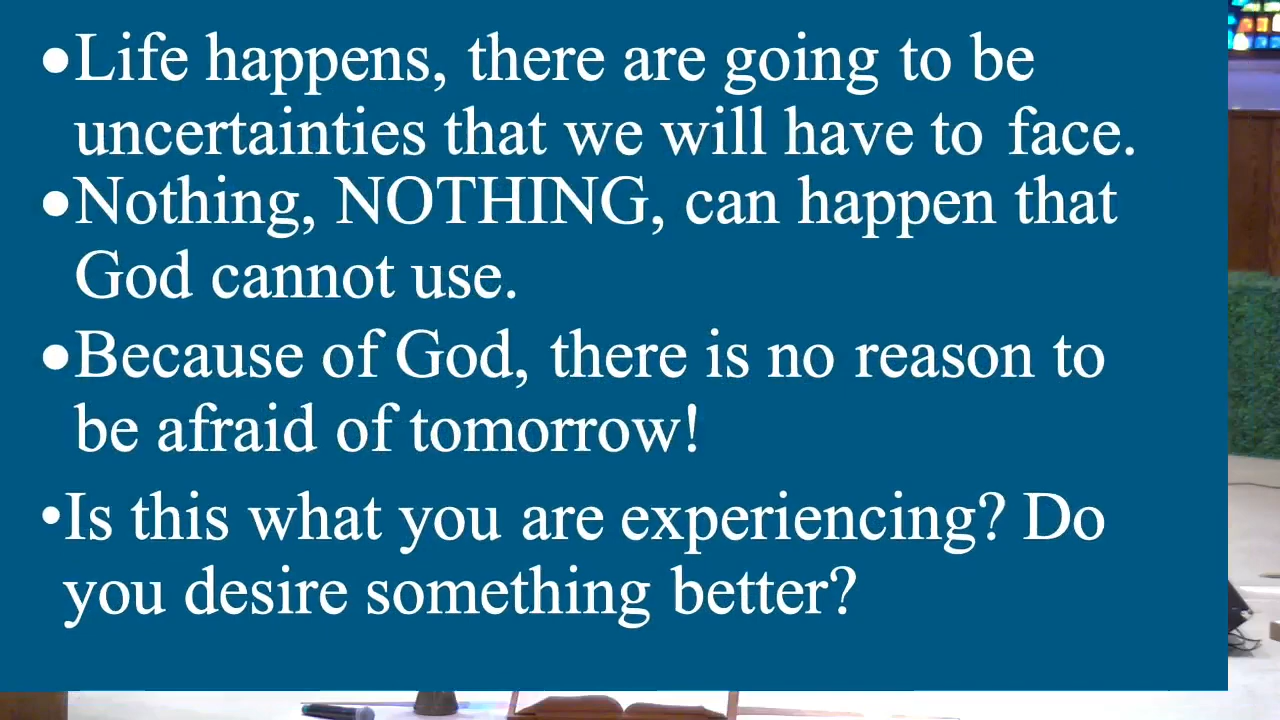 •Life happens, there are going to be
uncertainties that we will have to face.
•Nothing, NOTHING, can happen that
God cannot use.
•Because of God, there is no reason to
be afraid of tomorrow!
•Is this what you are experiencing? Do
you desire something better?